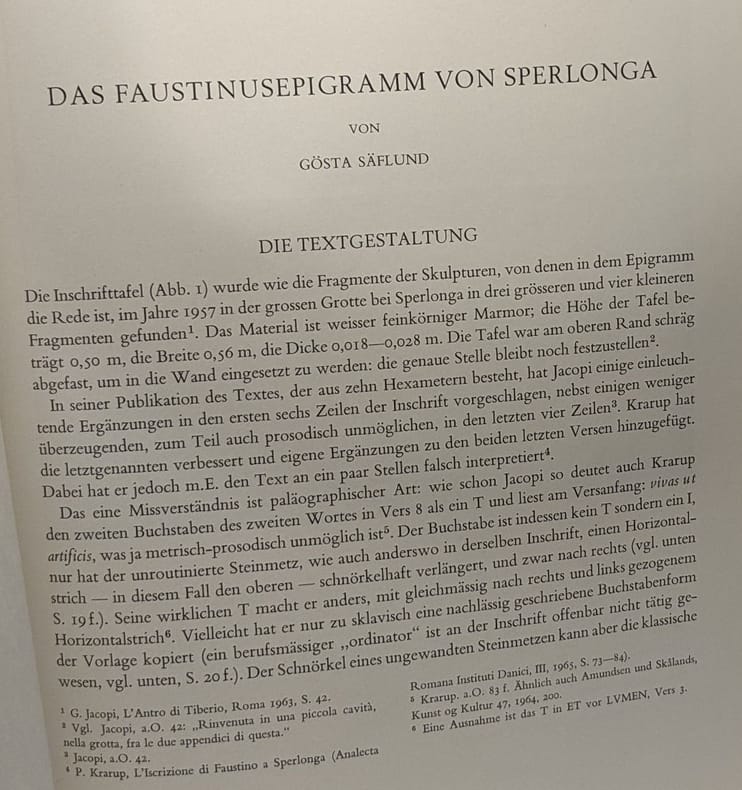 DAS FAUSTINUSEPIGRAMM VON SPERLONGA
VON
GÖSTA SÄFLUND
DIE TEXTGESTALTUNG
Die Inschrifttafel (Abb. 1) wurde wie die Fragmente der Skulpturen, von denen in dem Epigramm
die Rede ist, im Jahre 1957 in der grossen Grotte bei Sperlonga in drei grösseren und vier kleineren
Fragmenten gefunden¹. Das Material ist weisser feinkörniger Marmor; die Höhe der Tafel be-
trägt 0,50 m, die Breite 0,56 m, die Dicke 0,018—0,028 m. Die Tafel war am oberen Rand schräg
abgefast, um in die Wand eingesetzt zu werden: die genaue Stelle bleibt noch festzustellen².
In seiner Publikation des Textes, der aus zehn Hexametern besteht, hat Jacopi einige einleuch-
tende Ergänzungen in den ersten sechs Zeilen der Inschrift vorgeschlagen, nebst einigen weniger
überzeugenden, zum Teil auch prosodisch unmöglichen, in den letzten vier Zeilen³. Krarup hat
die letztgenannten verbessert und eigene Ergänzungen zu den beiden letzten Versen hinzugefügt.
Dabei hat er jedoch m.E. den Text an ein paar Stellen falsch interpretiert⁴.
Das eine Missverständnis ist paläographischer Art: wie schon Jacopi so deutet auch Krarup
den zweiten Buchstaben des zweiten Wortes in Vers 8 als ein T und liest am Versanfang: vivas ut
artificis, was ja metrisch-prosodisch unmöglich ist⁵. Der Buchstabe ist indessen kein T sondern ein I,
nur hat der unroutinierte Steinmetz, wie auch anderswo in derselben Inschrift, einen Horizontal-
strich — in diesem Fall den oberen — schnörkelhaft verlängert, und zwar nach rechts (vgl. unten
S. 19 f.). Seine wirklichen T macht er anders, mit gleichmässig nach rechts und links gezogenem
Horizontalstrich⁶. Vielleicht hat er nur zu sklavisch eine nachlässig geschriebene Buchstabenform
der Vorlage kopiert (ein berufsmässiger „ordinator“ ist an der Inschrift offenbar nicht tätig ge-
wesen, vgl. unten, S. 20 f.). Der Schnörkel eines ungewandten Steinmetzen kann aber die klassische
¹ G. Jacopi, L'Antro di Tiberio, Roma 1963, S. 42.
² Vgl. Jacopi, a.O. 42: „Rinvenuta in una piccola cavità,
nella grotta, fra le due appendici di questa.“
³ Jacopi, a.O. 42.
⁴ P. Krarup, L'Iscrizione di Faustino a Sperlonga (Analecta
Romana Instituti Danici, III, 1965, S. 73—84).
⁵ Krarup. a.O. 83 f. Ähnlich auch Amundsen und Skålands,
Kunst og Kultur 47, 1964, 200.
⁶ Eine Ausnahme ist das T in ET vor LVMEN, Vers 3.